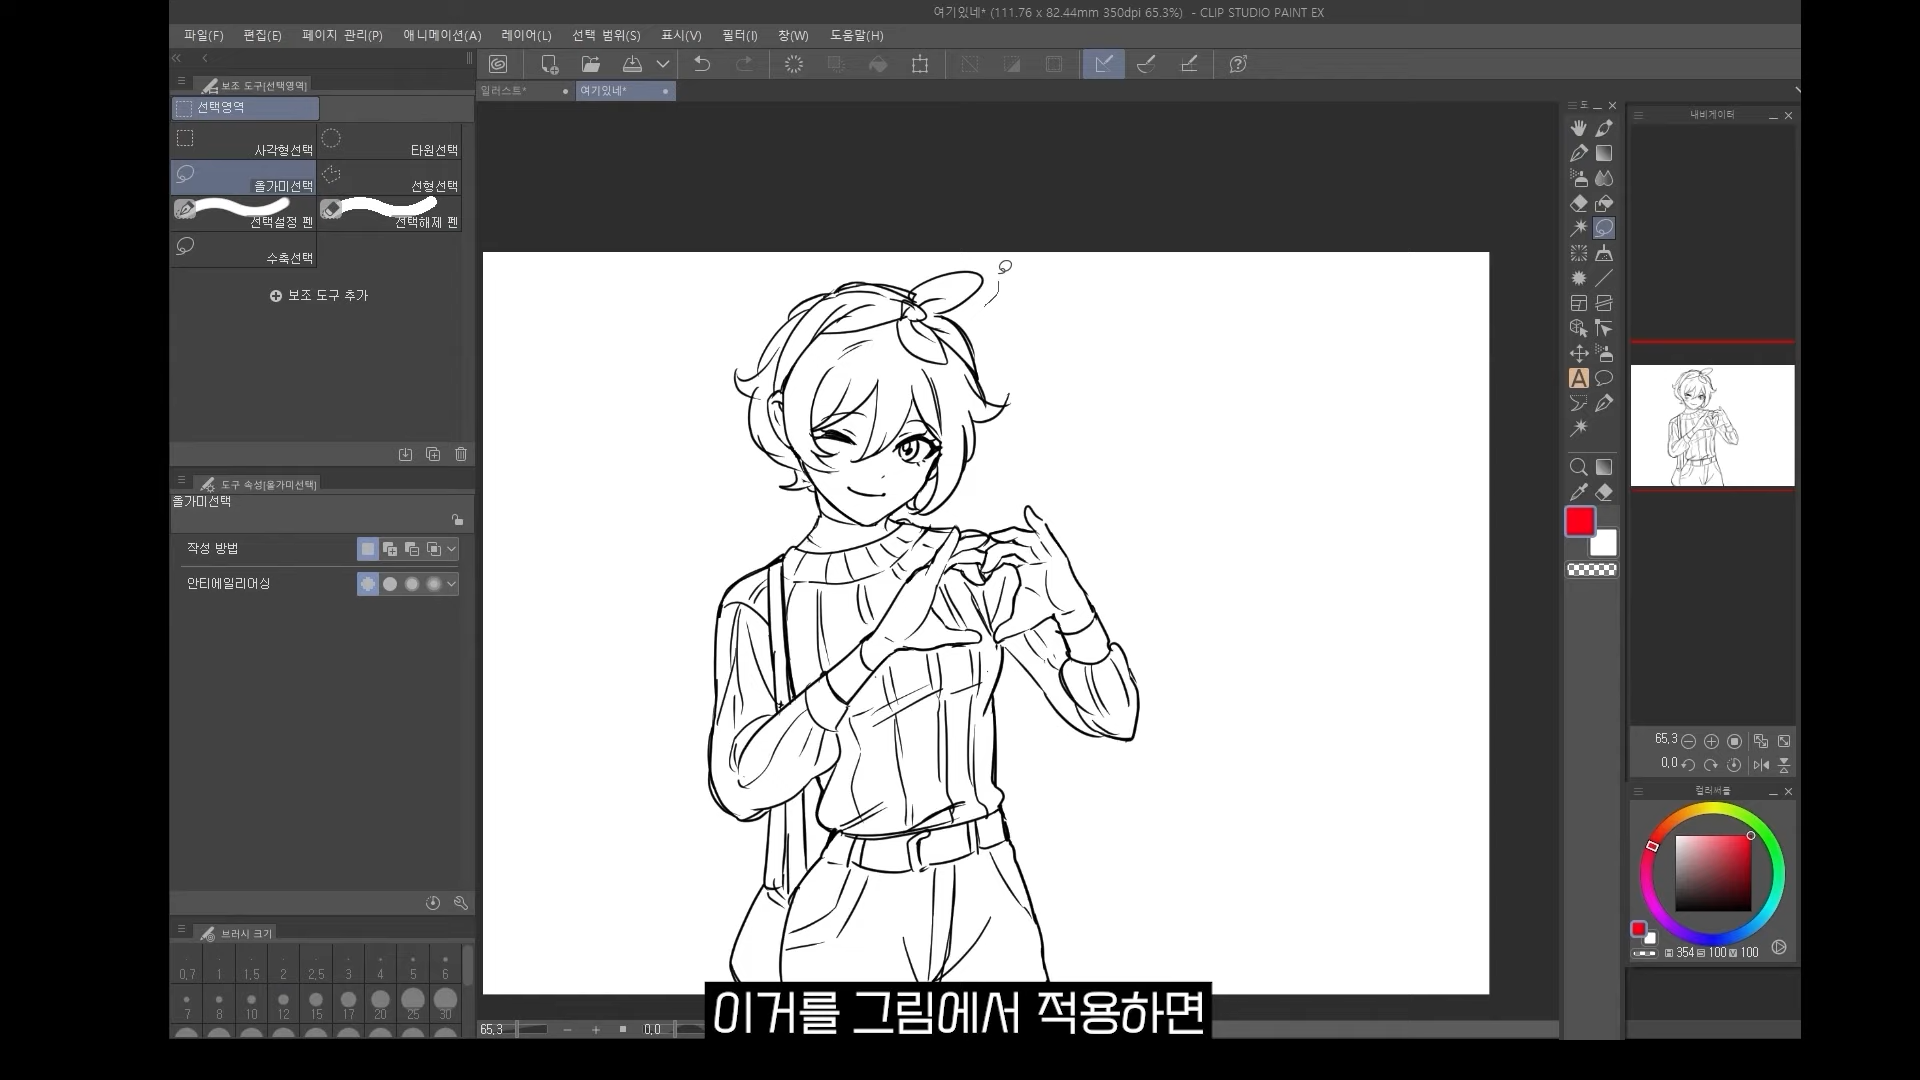 여기있네* (111.76 x 82.44mm 350dpi 65.3%) - CLIP STUDIO PAINT EX
파일(F) 편집(E) 페이지 관리(P) 애니메이션(A) 레이어(L) 선택 범위(S) 표시(V) 필터(I) 창(W) 도움말(H)
보조 도구[선택영역]
선택영역
사각형선택 타원선택
올가미선택 선형선택
선택설정 펜 선택해제 펜
수축선택
보조 도구 추가
도구 속성[올가미선택]
올가미선택
작성 방법
안티에일리어싱
브러시 크기
0.7 1 1.5 2 2.5 3 4 5 6
7 8 10 12 15 17 20 25 30
일러스트* 여기있네*
65.3 0.0
도
A
내비게이터
65.3
0.0
컬러써클
H 354 S 100 V 100
이거를 그림에서 적용하면